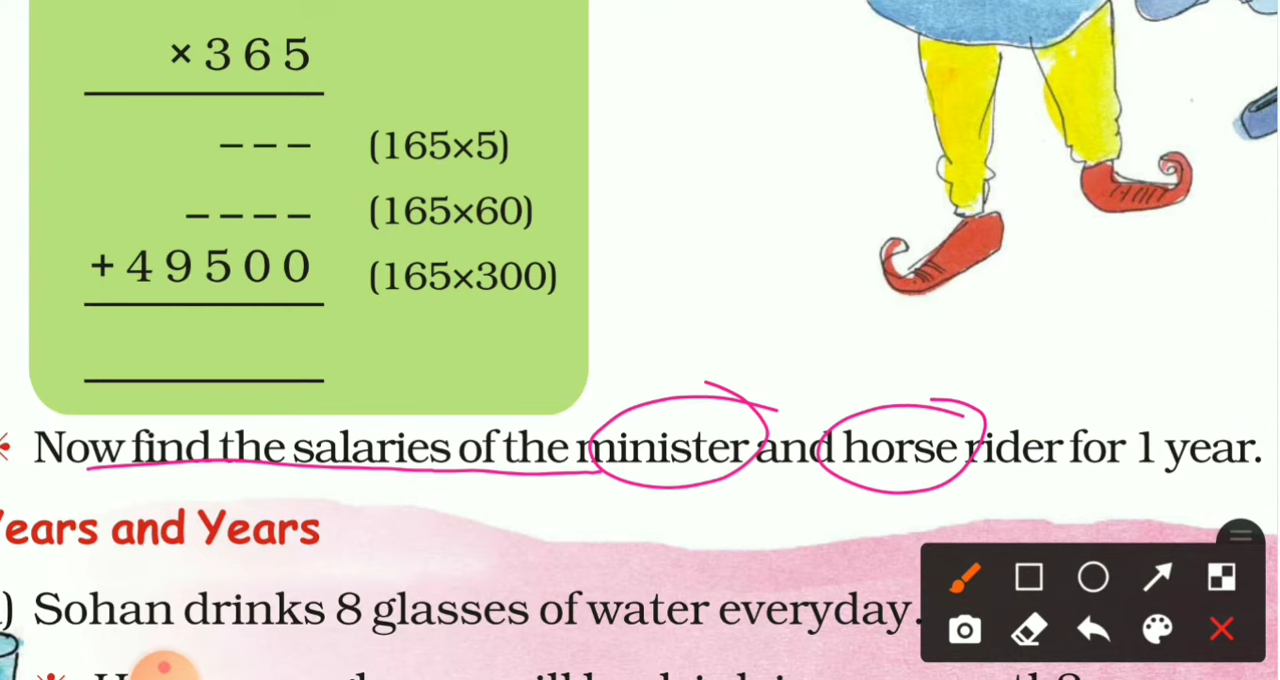 ×365
--- (165×5)
---- (165×60)
+49500 (165×300)
Now find the salaries of the minister and horse rider for 1 year.
ears and Years
) Sohan drinks 8 glasses of water everyday.